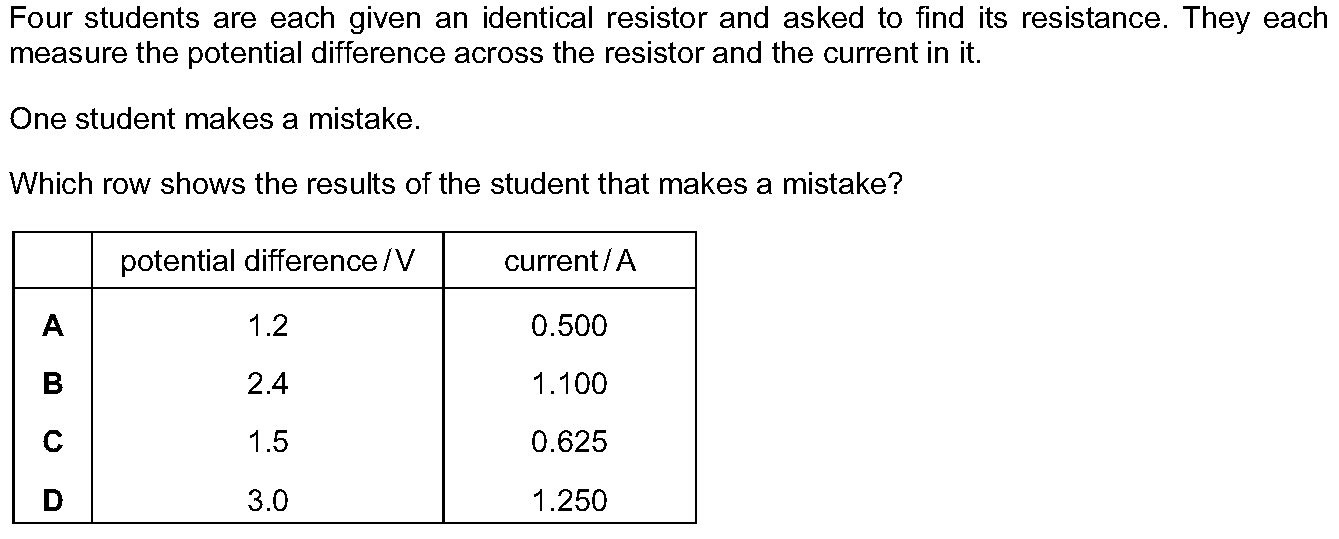 Four students are each given an identical resistor and asked to find its resistance. They each
measure the potential difference across the resistor and the current in it.
One student makes a mistake.
Which row shows the results of the student that makes a mistake?
potential difference / V current / A
A 1.2 0.500
B 2.4 1.100
C 1.5 0.625
D 3.0 1.250